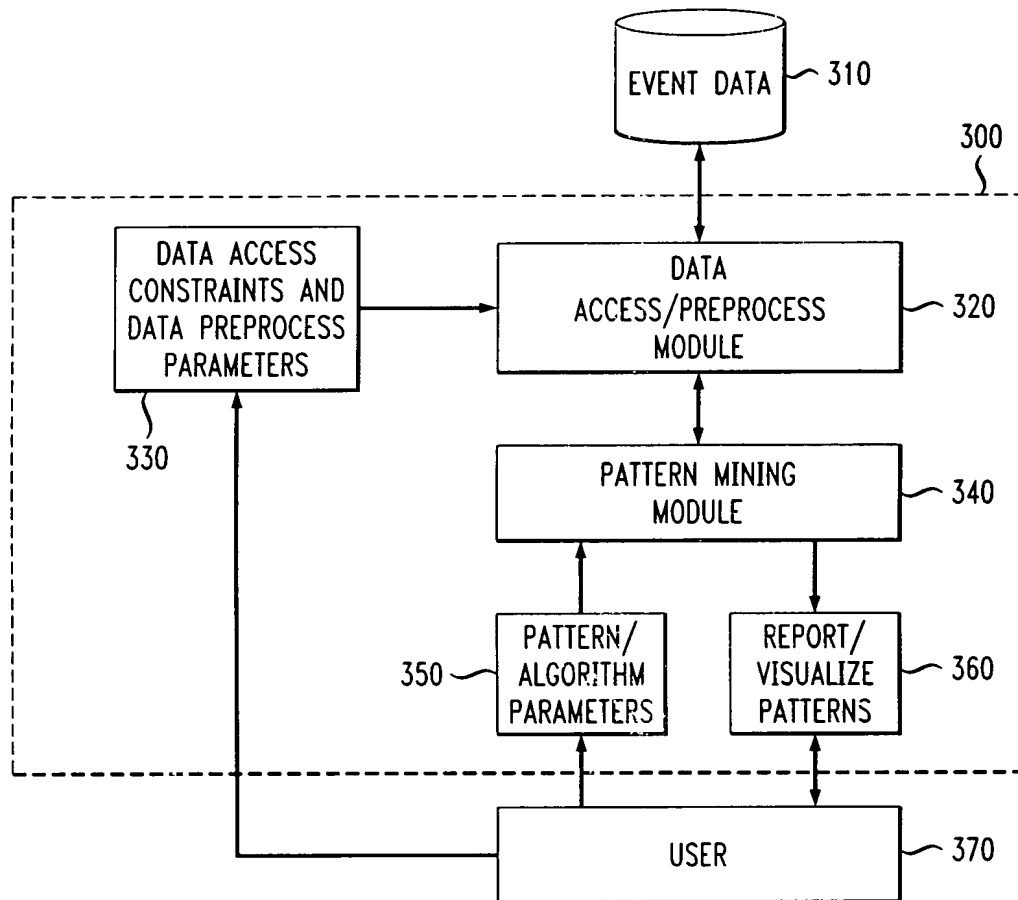 EVENT DATA
310
300
DATA ACCESS
CONSTRAINTS AND
DATA PREPROCESS
PARAMETERS
330
DATA
ACCESS/PREPROCESS
MODULE
320
PATTERN MINING
MODULE
340
350
PATTERN/
ALGORITHM
PARAMETERS
REPORT/
VISUALIZE
PATTERNS
360
USER
370